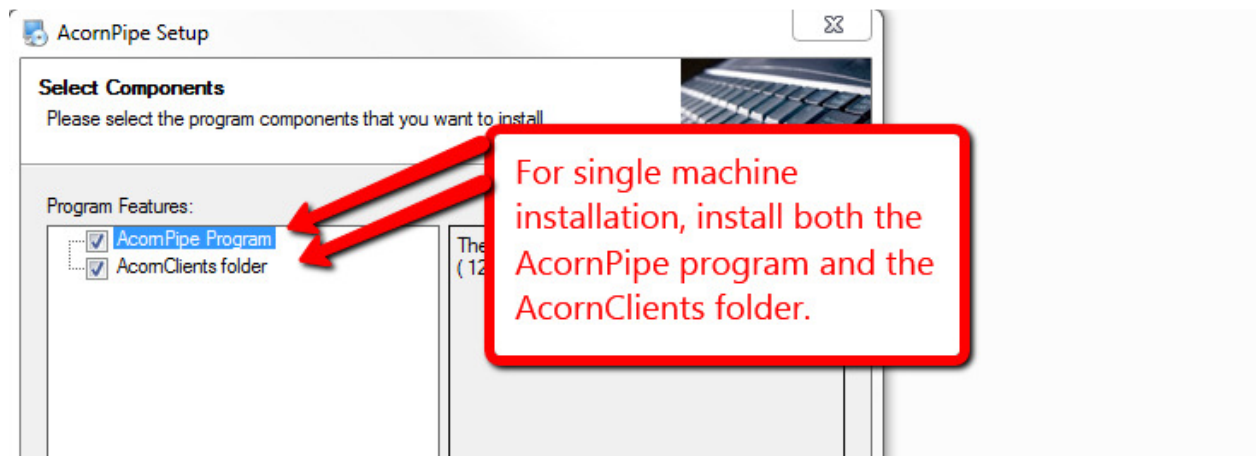 AcornPipe Setup
Select Components
Please select the program components that you want to install
For single machine
installation, install both the
AcornPipe program and the
AcornClients folder.
Program Features:
AcornPipe Program
AcornClients folder
The
( 12